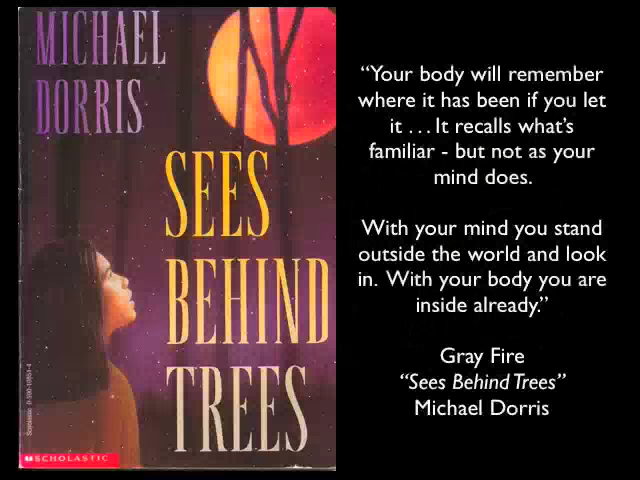 MICHAEL
DORRIS
SEES
BEHIND
TREES
SCHOLASTIC
“Your body will remember
where it has been if you let
it . . . It recalls what’s
familiar - but not as your
mind does.
With your mind you stand
outside the world and look
in. With your body you are
inside already.”
Gray Fire
“Sees Behind Trees”
Michael Dorris